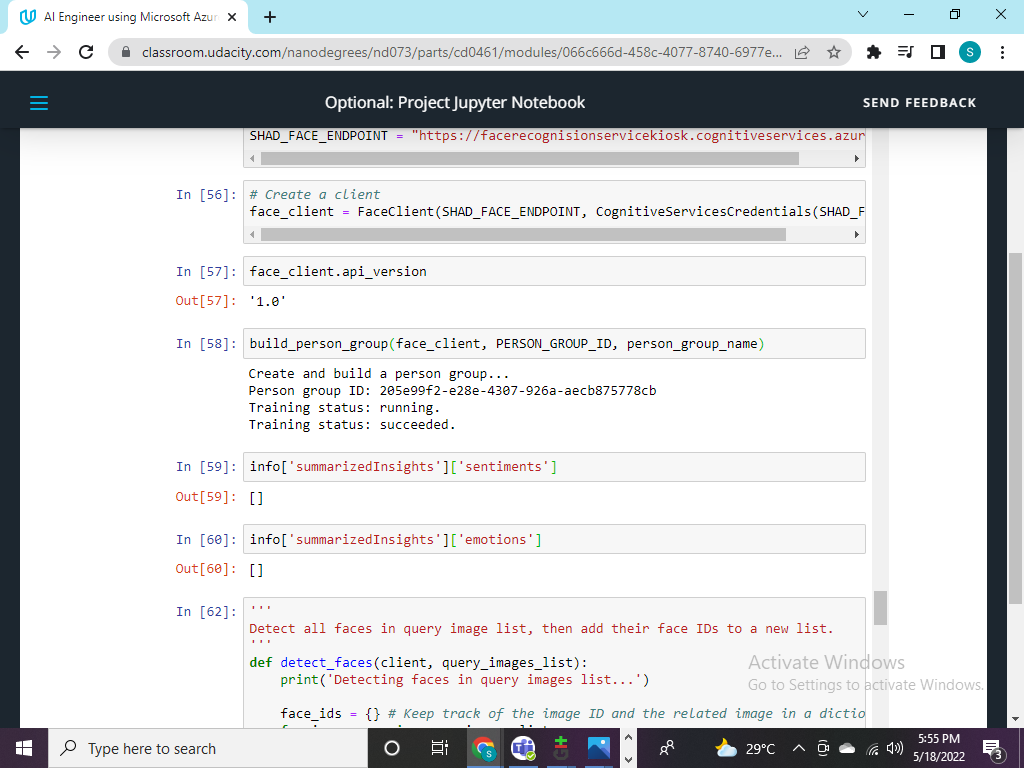 AI Engineer using Microsoft Azur
classroom.udacity.com/nanodegrees/nd073/parts/cd0461/modules/066c666d-458c-4077-8740-6977e...
S
Optional: Project Jupyter Notebook
SEND FEEDBACK
SHAD_FACE_ENDPOINT = "https://facerecognisionservicekiosk.cognitiveservices.azur
In [56]:
# Create a client
face_client = FaceClient(SHAD_FACE_ENDPOINT, CognitiveServicesCredentials(SHAD_F
In [57]: face_client.api_version
Out[57]: '1.0'
In [58]: build_person_group(face_client, PERSON_GROUP_ID, person_group_name)
Create and build a person group...
Person group ID: 205e99f2-e28e-4307-926a-aecb875778cb
Training status: running.
Training status: succeeded.
In [59]: info['summarizedInsights']['sentiments']
Out[59]: []
In [60]: info['summarizedInsights']['emotions']
Out[60]: []
In [62]: '''
Detect all faces in query image list, then add their face IDs to a new list.
'''
def detect_faces(client, query_images_list):
print('Detecting faces in query images list...')
face_ids = {} # Keep track of the image ID and the related image in a dictio
Activate Windows
Go to Settings to activate Windows.
Type here to search
29°C
5:55 PM
5/18/2022
3